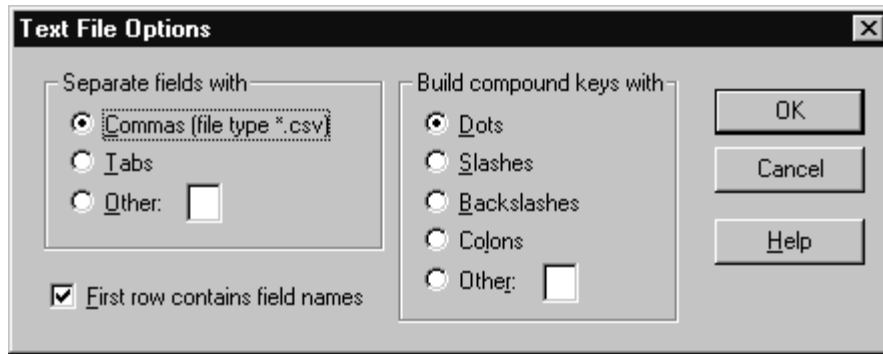 Text File Options
Separate fields with
Commas (file type *.csv)
Tabs
Other:
First row contains field names
Build compound keys with
Dots
Slashes
Backslashes
Colons
Other:
OK
Cancel
Help